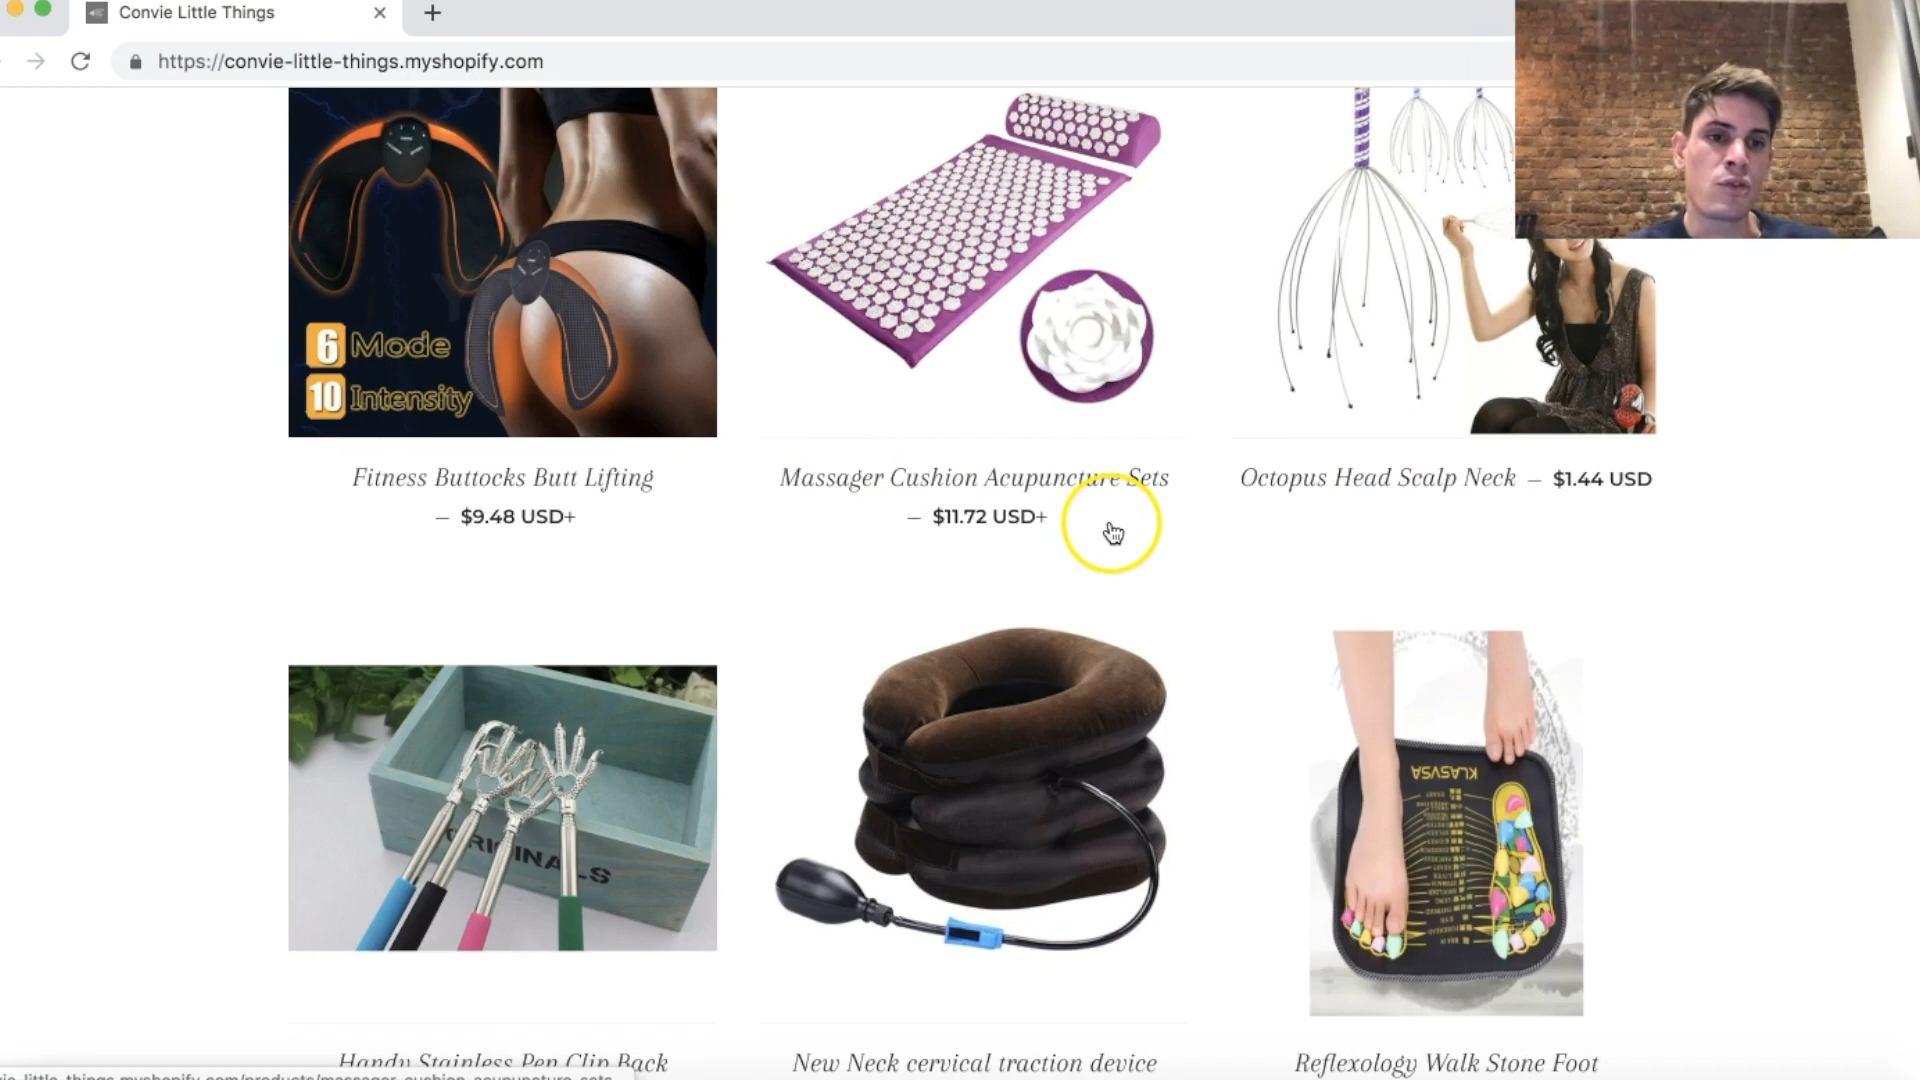 Convie Little Things
https://convie-little-things.myshopify.com
6 Mode
10 Intensity
Fitness Buttocks Butt Lifting
— $9.48 USD+
Massager Cushion Acupuncture Sets
— $11.72 USD+
Octopus Head Scalp Neck — $1.44 USD
ORIGINALS
KLASVSA
Handy Stainless Pen Clip Back
New Neck cervical traction device
Reflexology Walk Stone Foot